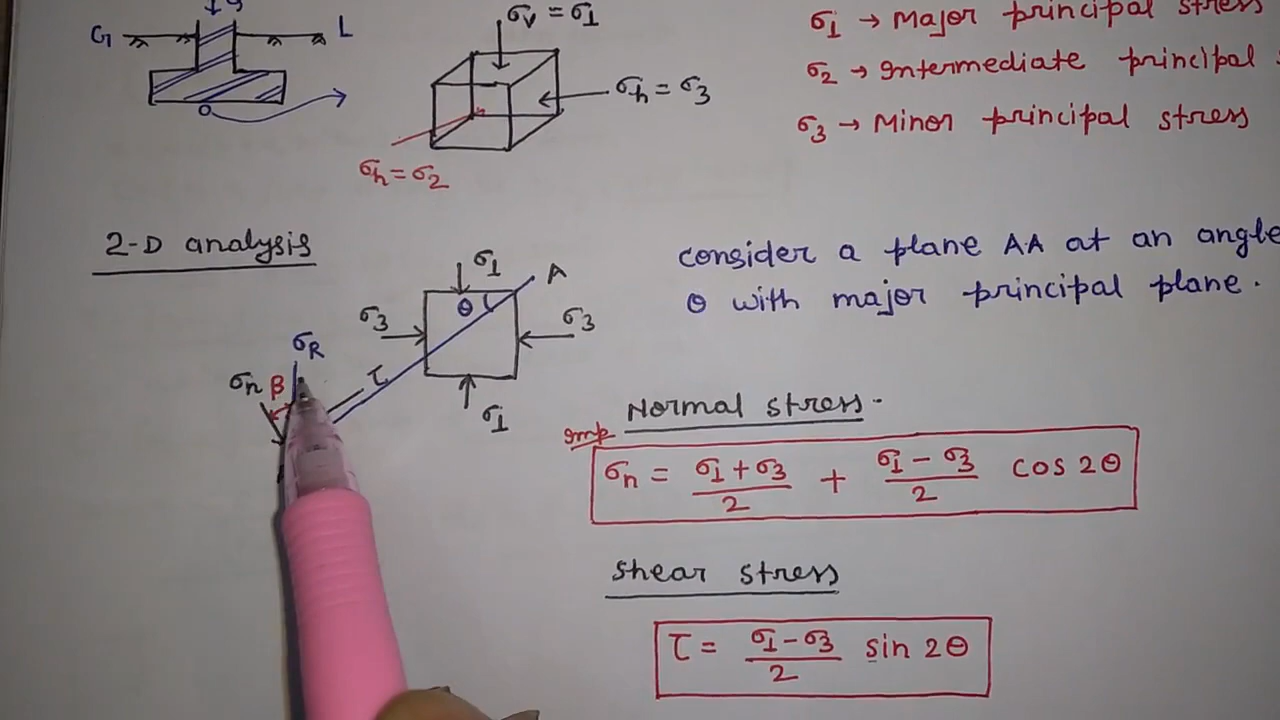 G
L
σv = σ1
σh = σ3
σh = σ2
σ1 → Major principal stress
σ2 → Intermediate principal
σ3 → Minor principal stress
2-D analysis
σ1
A
θ
σ3
σ3
σR
σn β
τ
σ1
consider a plane AA at an angle
θ with major principal plane.
Normal stress.
Imp
σn = σ1 + σ3 / 2 + σ1 - σ3 / 2 cos 2θ
Shear stress
τ = σ1 - σ3 / 2 sin 2θ